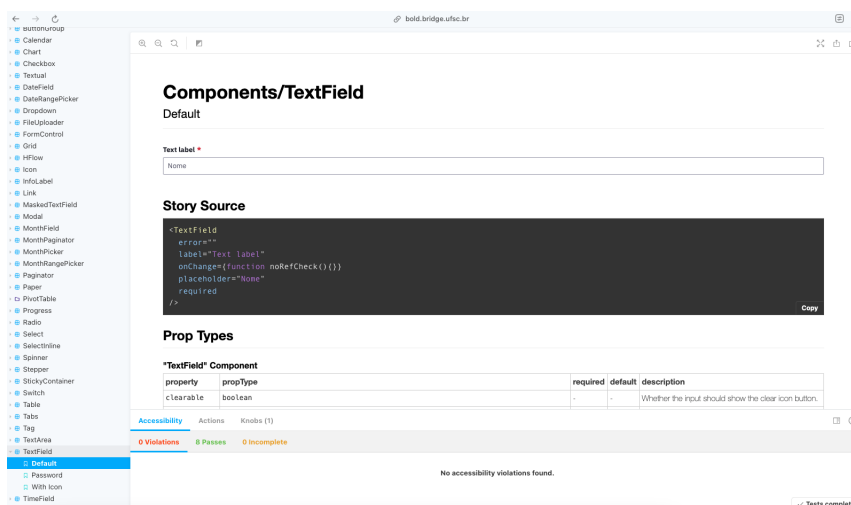 bold.bridge.ufsc.br
ButtonGroup
Calendar
Chart
Checkbox
Textual
DateField
DateRangePicker
Dropdown
FileUploader
FormControl
Grid
HFlow
Icon
InfoLabel
Link
MaskedTextField
Modal
MonthField
MonthPaginator
MonthPicker
MonthRangePicker
Paginator
Paper
PivotTable
Progress
Radio
Select
SelectInline
Spinner
Stepper
StickyContainer
Switch
Table
Tabs
Tag
TextArea
TextField
Default
Password
With Icon
TimeField
Components/TextField
Default
Text label *
Nome
Story Source
<TextField
error=""
label="Text label"
onChange={function noRefCheck(){}}
placeholder="Nome"
required
/>
Copy
Prop Types
"TextField" Component
property propType required default description
clearable boolean - - Whether the input should show the clear icon button.
Accessibility Actions Knobs (1)
0 Violations 8 Passes 0 Incomplete
No accessibility violations found.
Tests complet